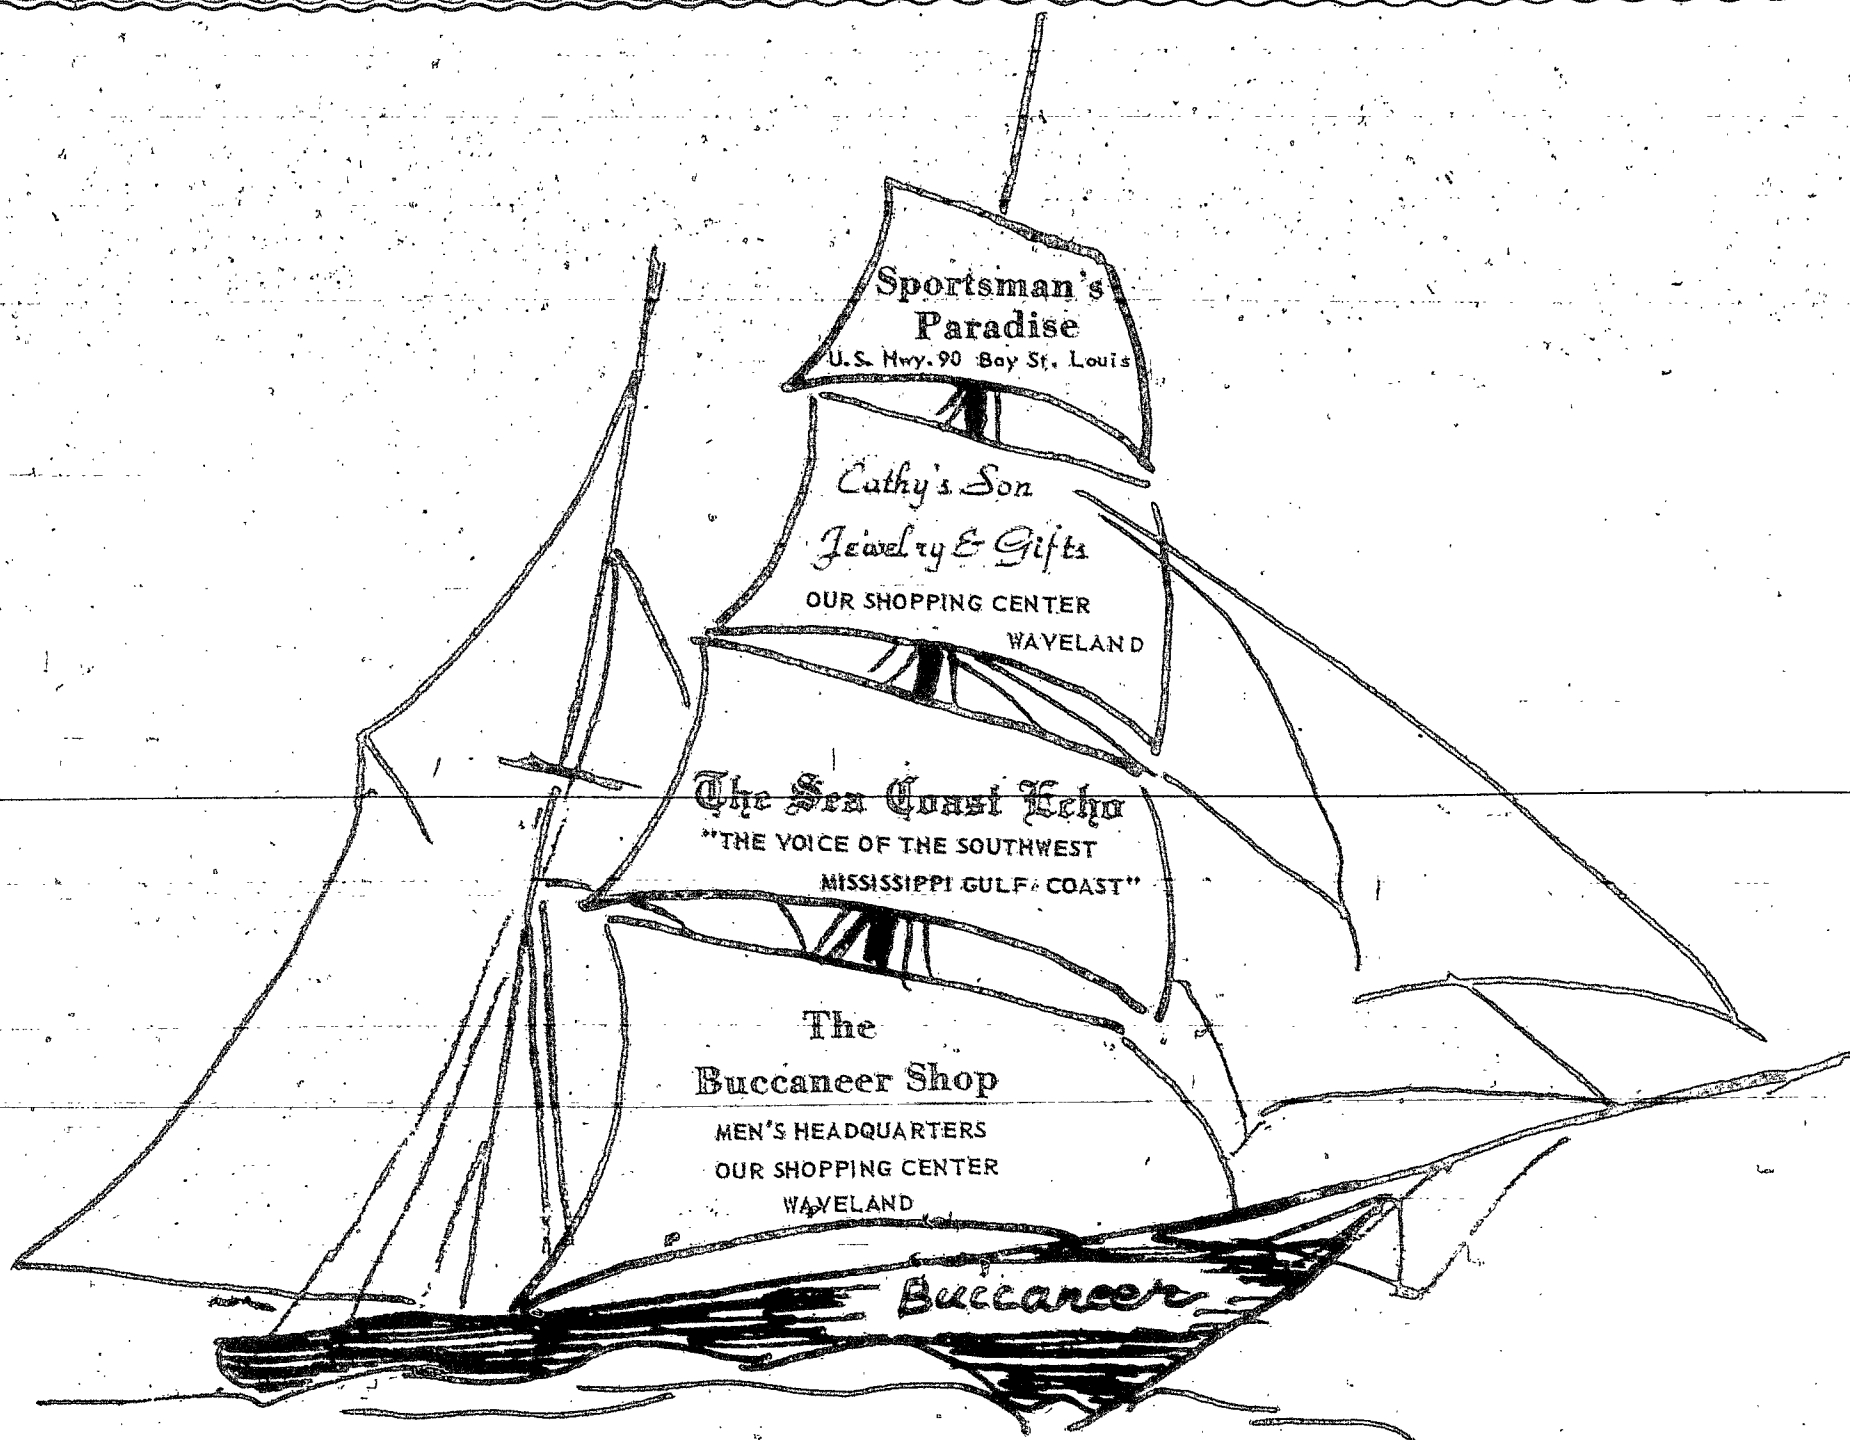 Sportsman's
Paradise
U.S. Hwy. 90 Bay St. Louis
Cathy's Son
Jewelry & Gifts
OUR SHOPPING CENTER
WAVELAND
The Sea Coast Echo
"THE VOICE OF THE SOUTHWEST
MISSISSIPPI GULF COAST"
The
Buccaneer Shop
MEN'S HEADQUARTERS
OUR SHOPPING CENTER
WAVELAND
Buccaneer